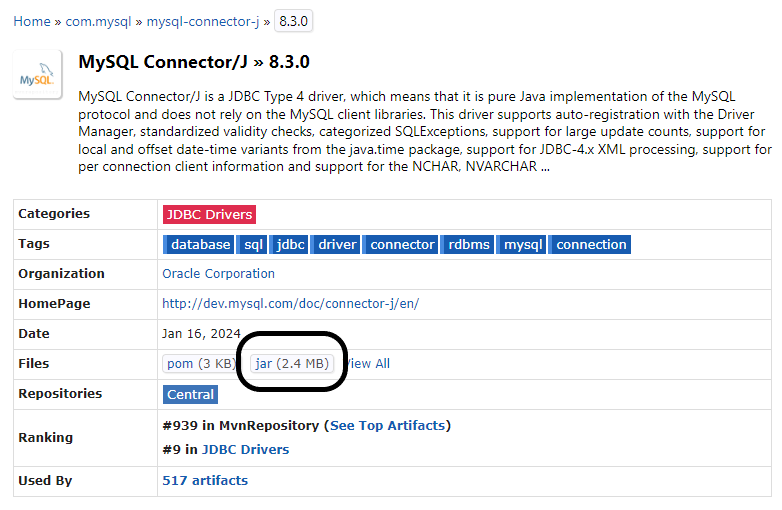 Home » com.mysql » mysql-connector-j » 8.3.0
MySQL
MySQL Connector/J » 8.3.0
MySQL Connector/J is a JDBC Type 4 driver, which means that it is pure Java implementation of the MySQL
protocol and does not rely on the MySQL client libraries. This driver supports auto-registration with the Driver
Manager, standardized validity checks, categorized SQLExceptions, support for large update counts, support for
local and offset date-time variants from the java.time package, support for JDBC-4.x XML processing, support for
per connection client information and support for the NCHAR, NVARCHAR ...
Categories JDBC Drivers
Tags database sql jdbc driver connector rdbms mysql connection
Organization Oracle Corporation
HomePage http://dev.mysql.com/doc/connector-j/en/
Date Jan 16, 2024
Files pom (3 KB) jar (2.4 MB) View All
Repositories Central
Ranking #939 in MvnRepository (See Top Artifacts)
#9 in JDBC Drivers
Used By 517 artifacts